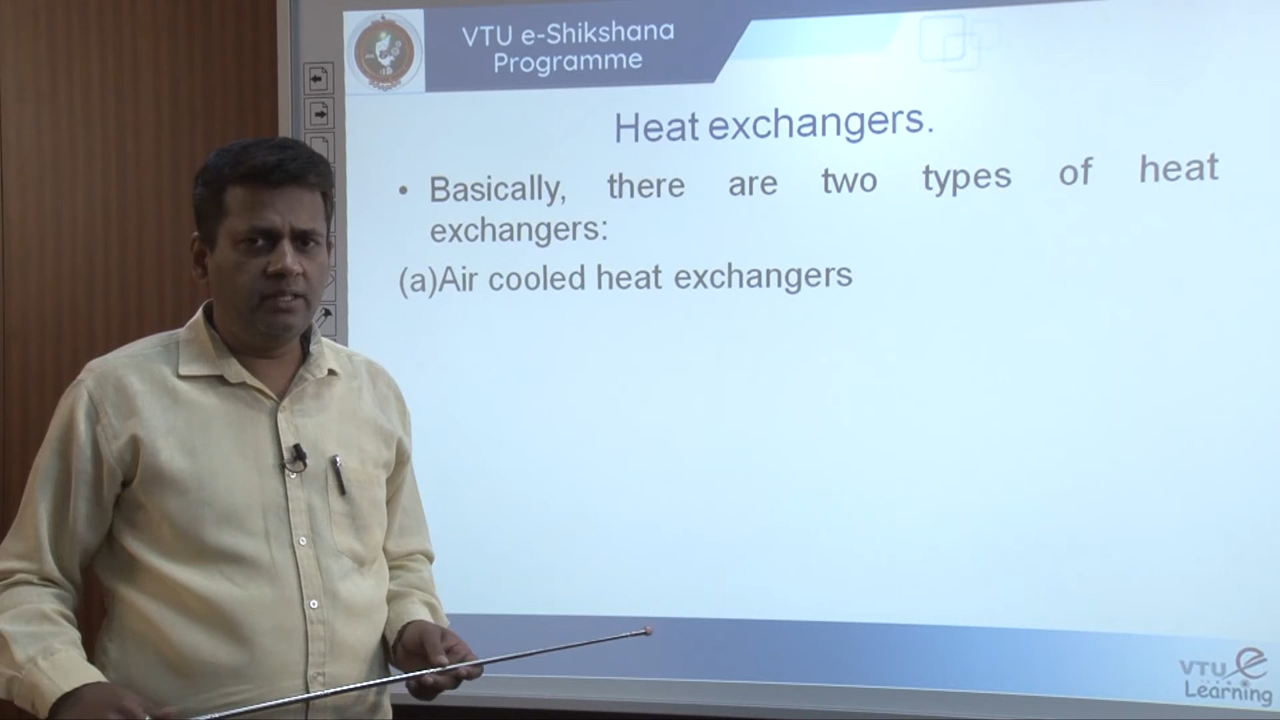 VTU e-Shikshana
Programme
Heat exchangers.
• Basically, there are two types of heat
exchangers:
(a)Air cooled heat exchangers
VTU e
Learning